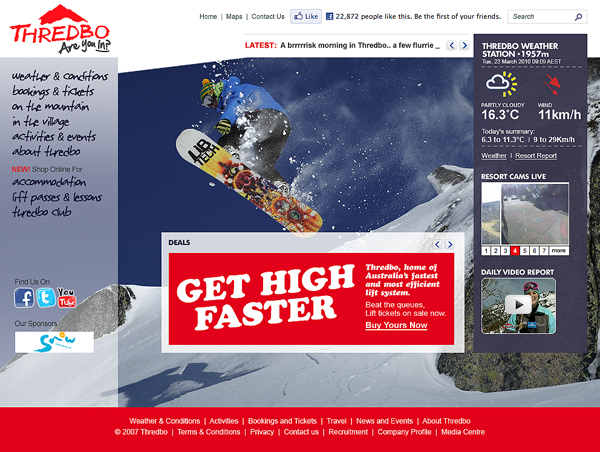 THREDBO
Are You In?
Home | Maps | Contact Us
Like
22,872 people like this. Be the first of your friends.
Search
LATEST: A brrrrisk morning in Thredbo.. a few flurrie _
weather & conditions
bookings & tickets
on the mountain
in the village
activities & events
about thredbo
NEW! Shop Online For
accommodation
lift passes & lessons
thredbo club
Find Us On
You
Tube
Our Sponsors
LIB
TECH
THREDBO WEATHER
STATION · 1957m
Tue, 23 March 2010 09:09 AEST
PARTLY CLOUDY
16.3°C
WIND
11km/h
Today's summary:
6.3 to 11.3°C | 9 to 29Km/h
Weather | Resort Report
RESORT CAMS LIVE
1 2 3 4 5 6 7 more
DAILY VIDEO REPORT
DEALS
GET HIGH
FASTER
Thredbo, home of
Australia's fastest
and most efficient
lift system.
Beat the queues,
Lift tickets on sale now.
Buy Yours Now
Weather & Conditions | Activities | Bookings and Tickets | Travel | News and Events | About Thredbo
© 2007 Thredbo | Terms & Conditions | Privacy | Contact us | Recruitment | Company Profile | Media Centre